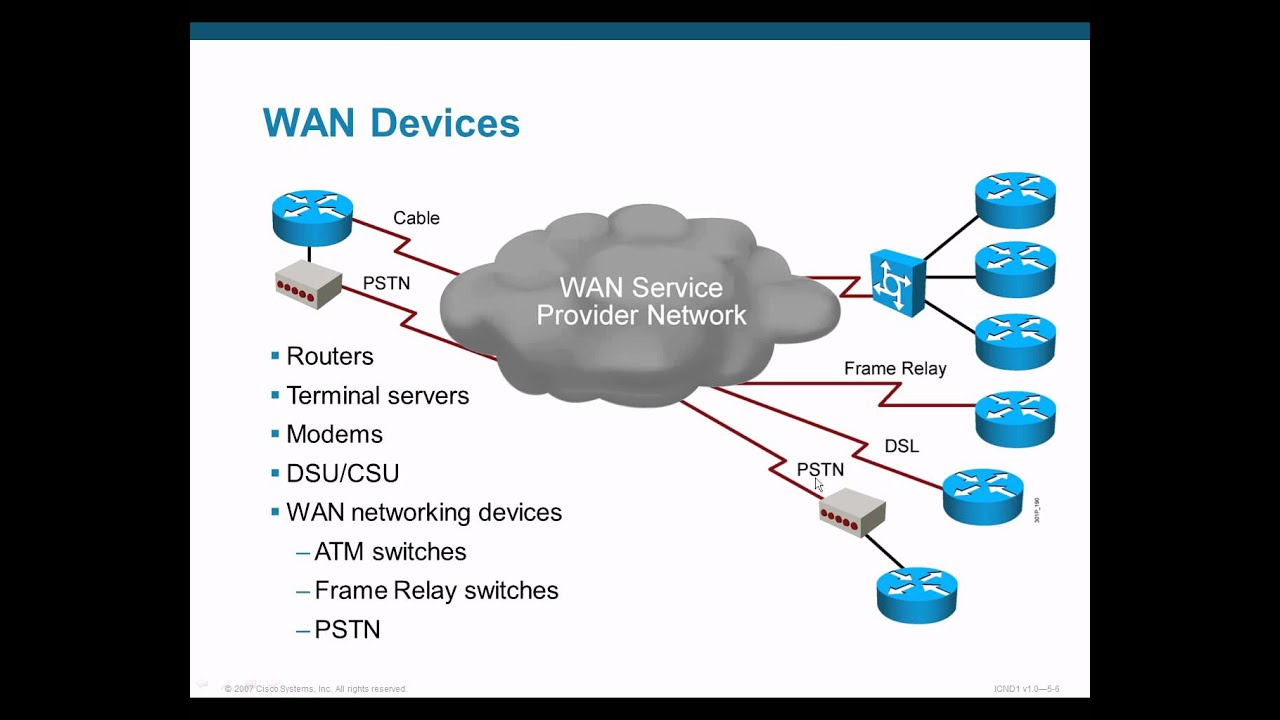 WAN Devices
Cable
PSTN
WAN Service
Provider Network
Frame Relay
DSL
PSTN
▪ Routers
▪ Terminal servers
▪ Modems
▪ DSU/CSU
▪ WAN networking devices
–ATM switches
–Frame Relay switches
–PSTN
301P_190
© 2007 Cisco Systems, Inc. All rights reserved.
ICND1 v1.0—5-6